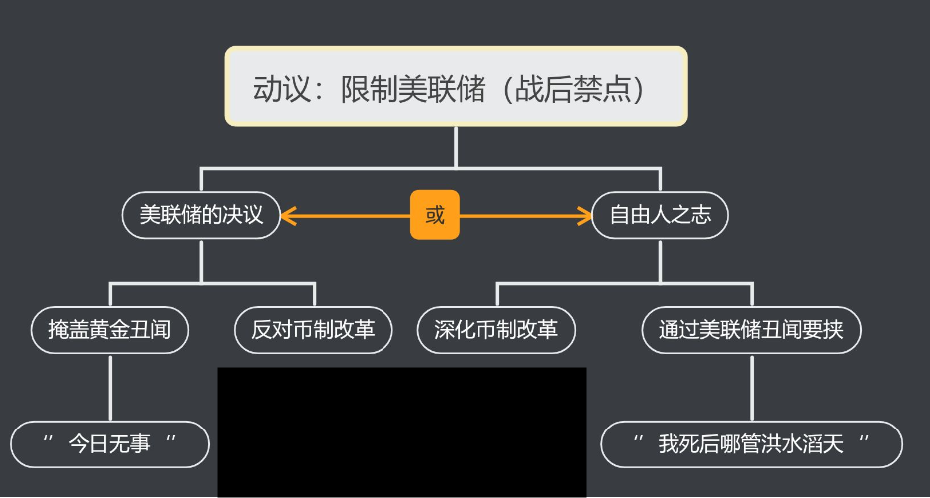 动议：限制美联储（战后禁点）
美联储的决议
或
自由人之志
掩盖黄金丑闻
反对币制改革
深化币制改革
通过美联储丑闻要挟
“ 今日无事 ”
“ 我死后哪管洪水滔天 ”